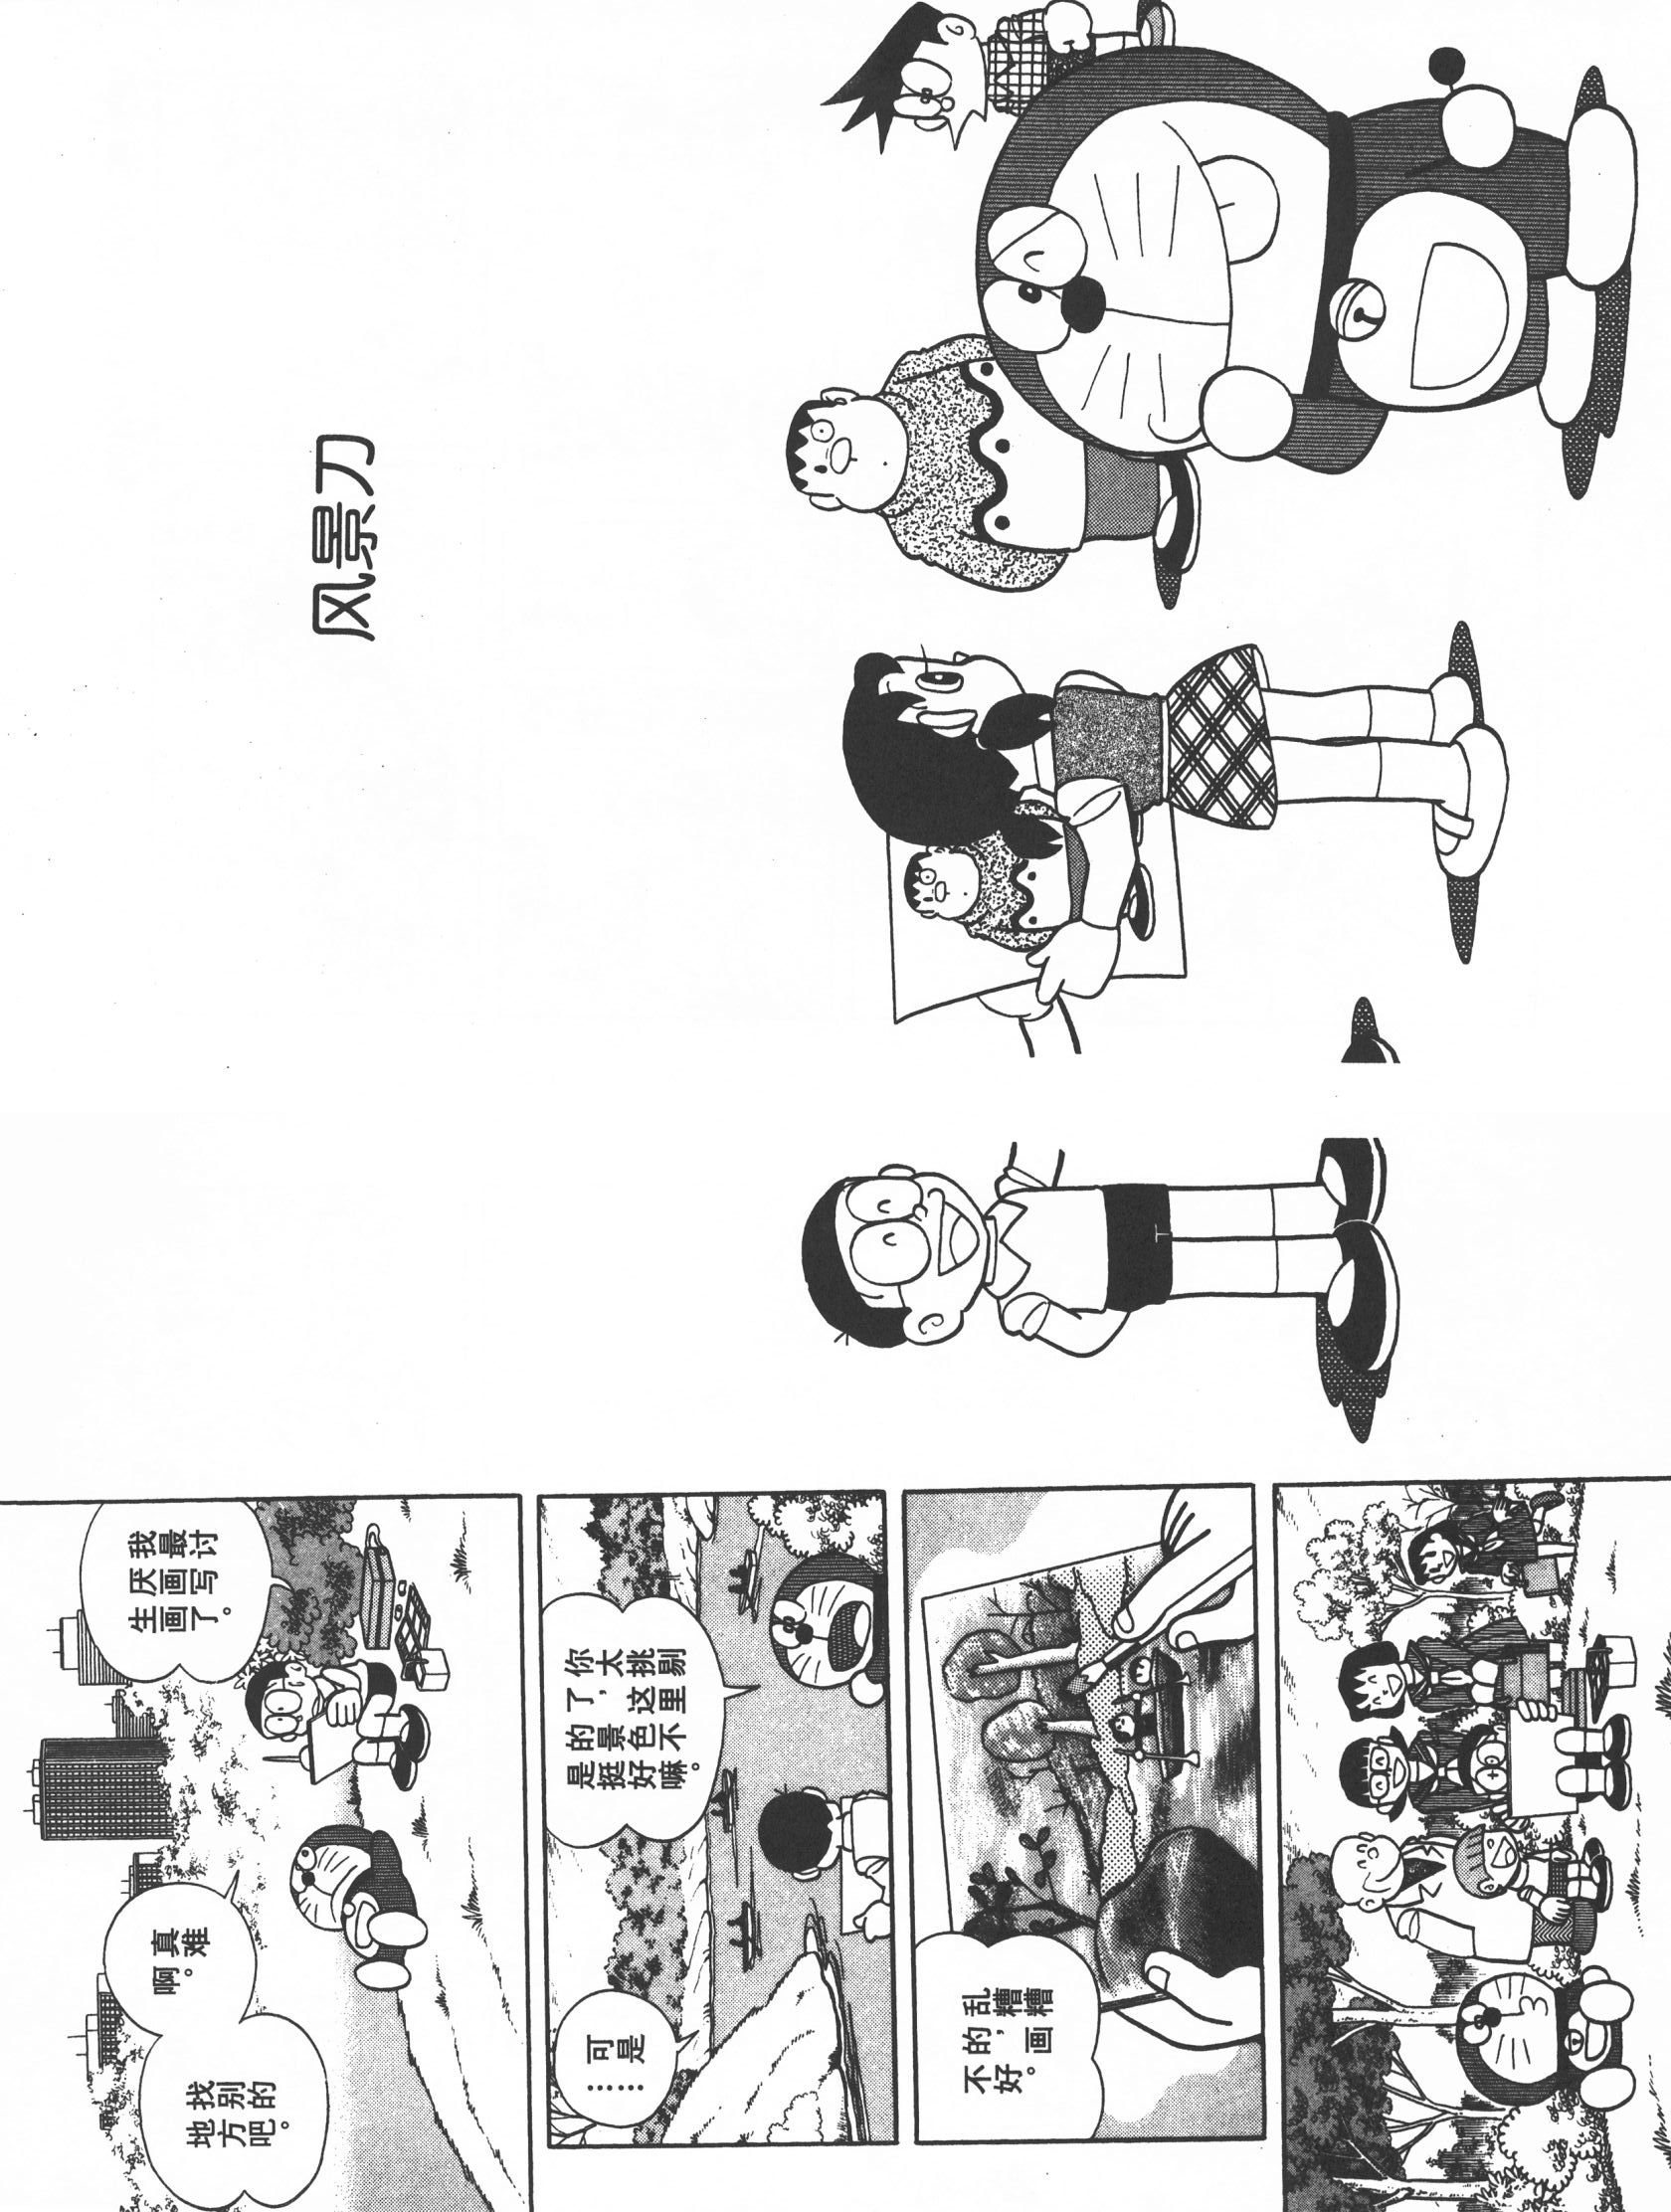 风景刀
我最讨
厌画写
生画了。
真难
啊。
找别的
地方吧。
你太挑剔
了,这里
的景色不
是挺好嘛。
可是
……
乱糟糟
的,画
不好。